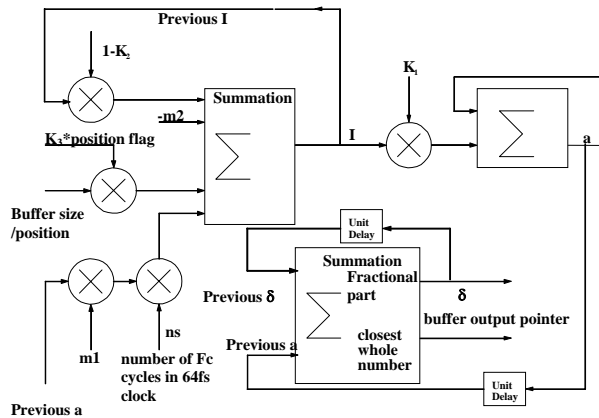 Previous I
1-K₂
K₁
Summation
-m2
K₃*position flag
I
a
Buffer size
/position
Unit
Delay
Summation
Fractional
part
Previous δ
δ
buffer output pointer
ns
closest
whole
number
Previous a
m1
number of Fc
cycles in 64fs
clock
Unit
Delay
Previous a